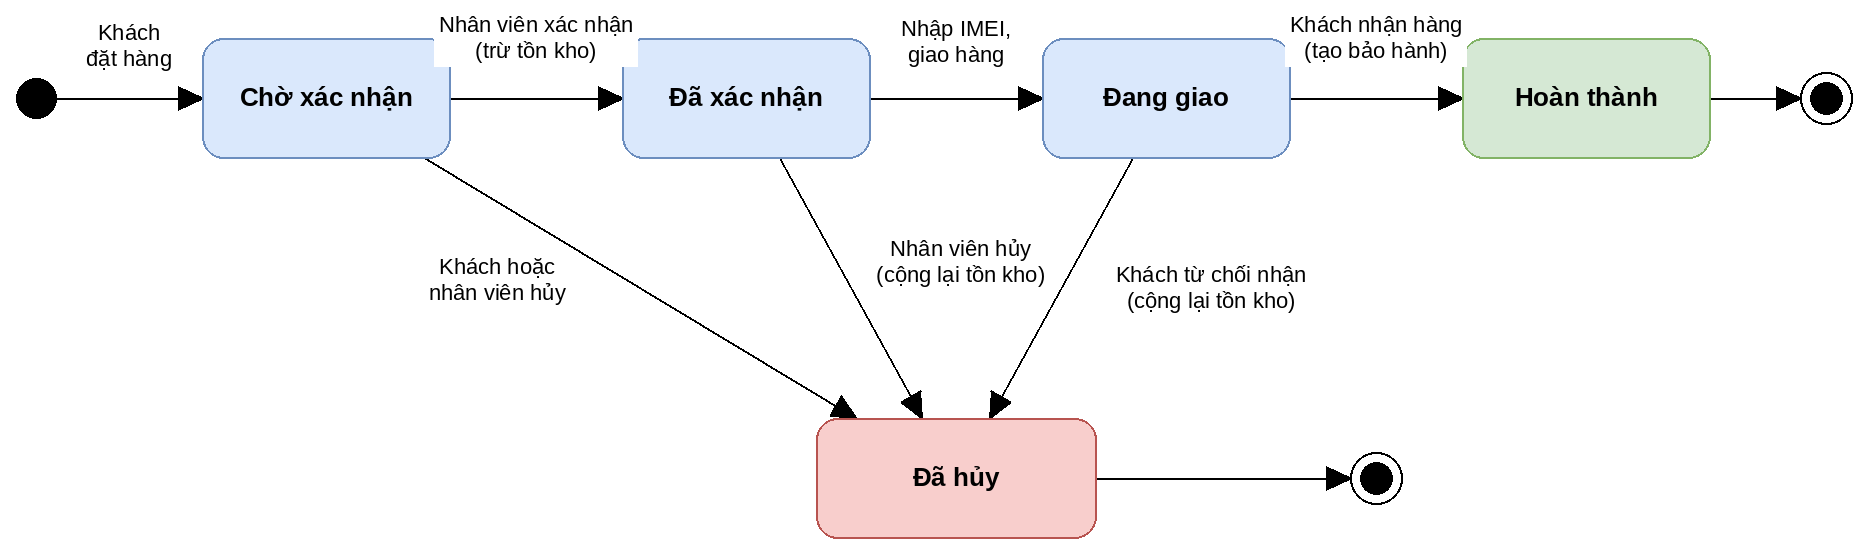 Khách
đặt hàng
Nhân viên xác nhận
(trừ tồn kho)
Nhập IMEI,
giao hàng
Khách nhận hàng
(tạo bảo hành)
Chờ xác nhận
Đã xác nhận
Đang giao
Hoàn thành
Khách hoặc
nhân viên hủy
Nhân viên hủy
(cộng lại tồn kho)
Khách từ chối nhận
(cộng lại tồn kho)
Đã hủy